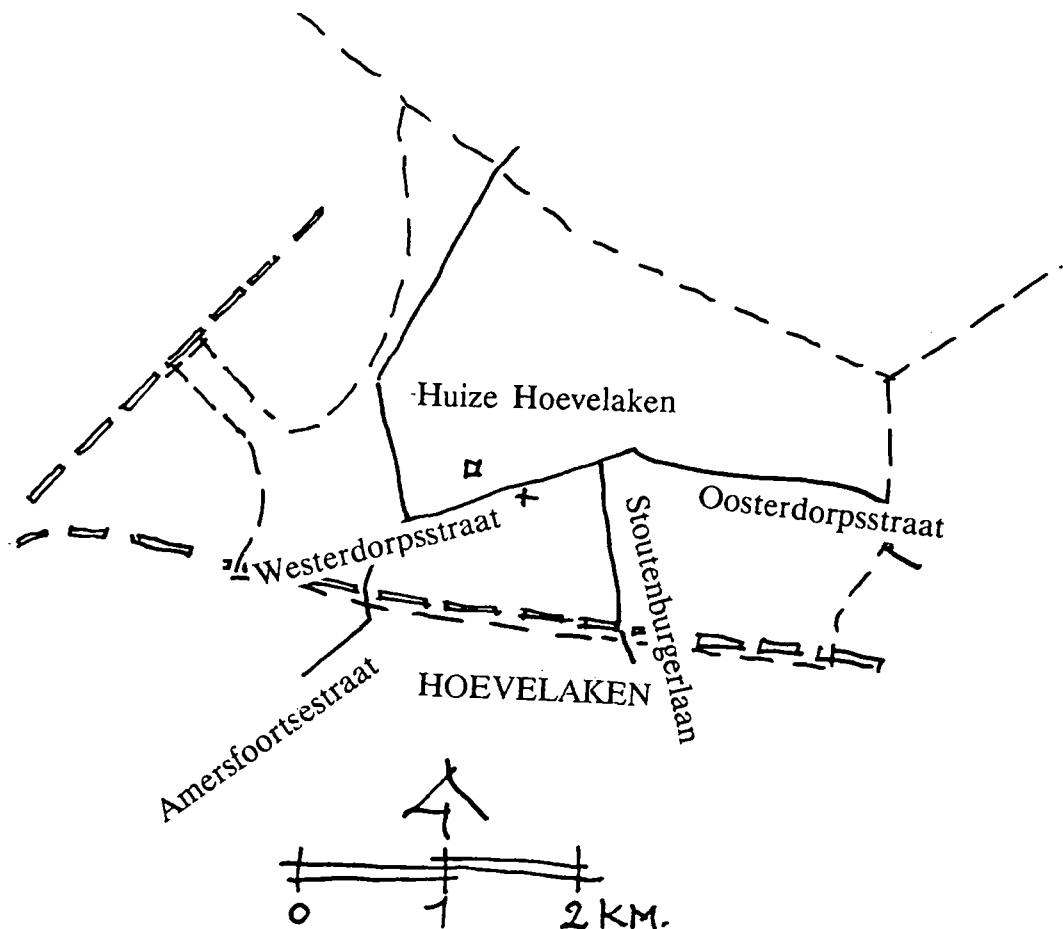 Huize Hoevelaken
Oosterdorpsstraat
Westerdorpsstraat
Stoutenburgerlaan
HOEVELAKEN
Amersfoortsestraat
0 1 2 KM.